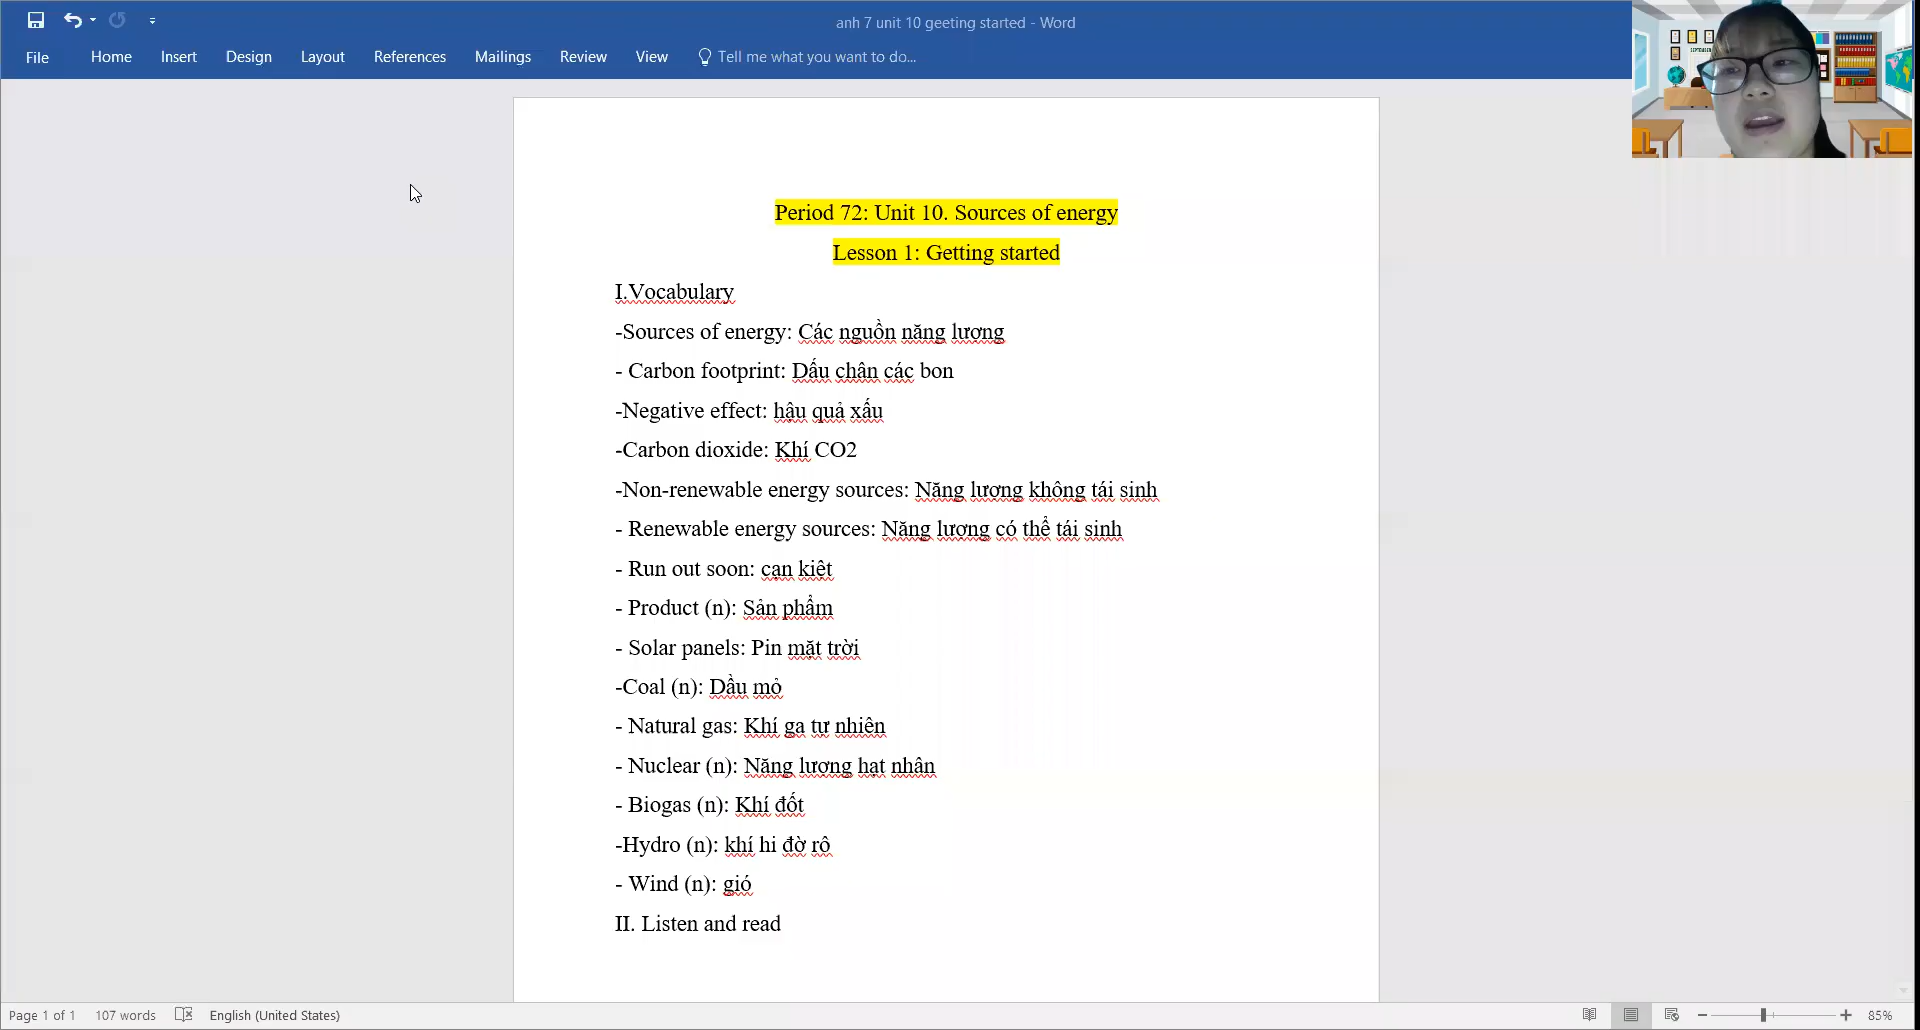 anh 7 unit 10 geeting started - Word
File Home Insert Design Layout References Mailings Review View Tell me what you want to do...
Period 72: Unit 10. Sources of energy
Lesson 1: Getting started
I.Vocabulary
-Sources of energy: Các nguồn năng lương
- Carbon footprint: Dấu chân các bon
-Negative effect: hậu quả xấu
-Carbon dioxide: Khí CO2
-Non-renewable energy sources: Năng lương không tái sinh
- Renewable energy sources: Năng lương có thể tái sinh
- Run out soon: cạn kiệt
- Product (n): Sản phẩm
- Solar panels: Pin mặt trời
-Coal (n): Dầu mỏ
- Natural gas: Khí ga tự nhiên
- Nuclear (n): Năng lương hạt nhân
- Biogas (n): Khí đốt
-Hydro (n): khí hi đờ rô
- Wind (n): gió
II. Listen and read
Page 1 of 1 107 words English (United States) 85%